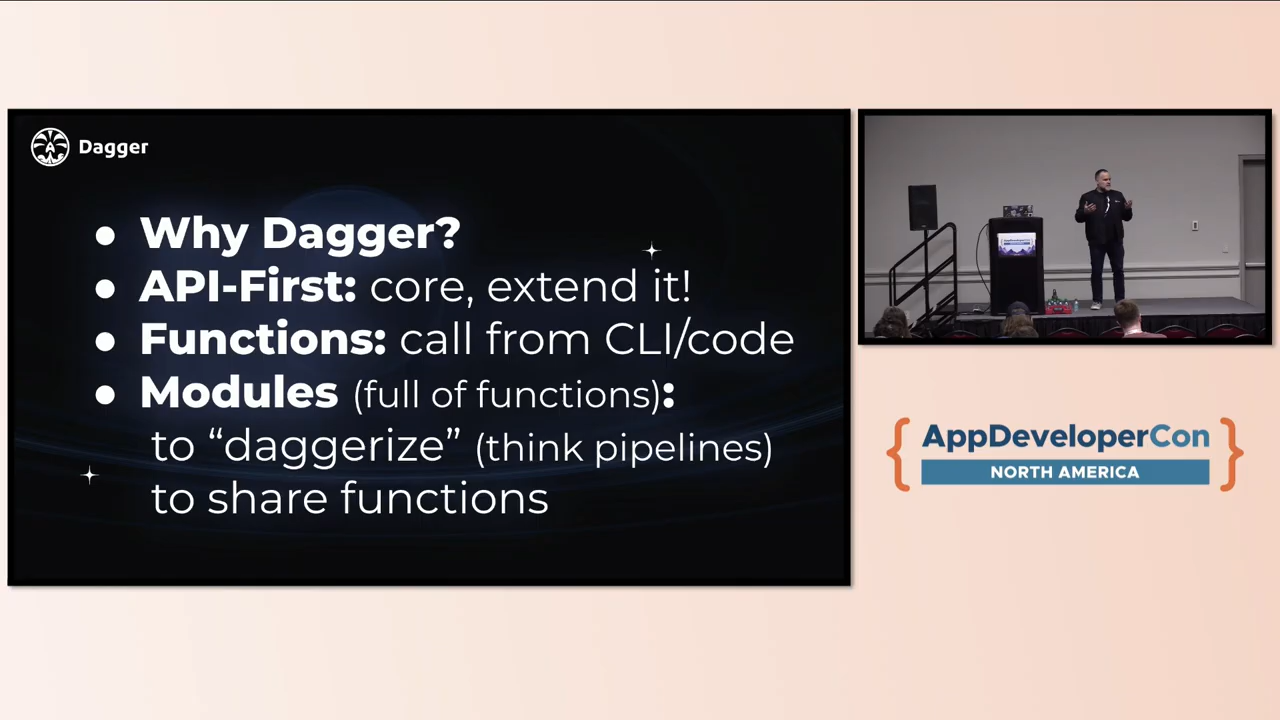 Dagger
● Why Dagger?
● API-First: core, extend it!
● Functions: call from CLI/code
● Modules (full of functions):
to “daggerize” (think pipelines)
to share functions
{ AppDeveloperCon }
NORTH AMERICA